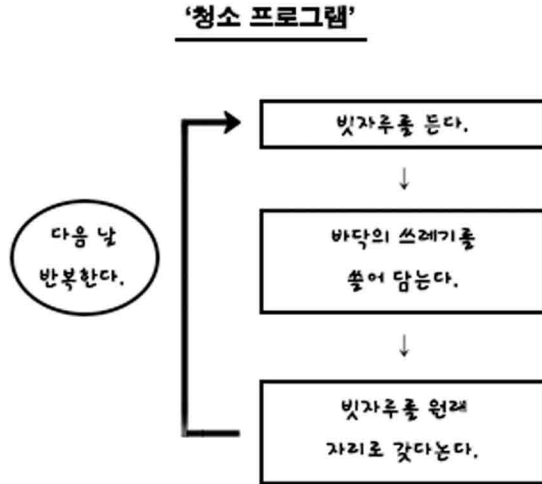 ‘청소 프로그램’
빗자루를 든다.
↓
다음 날
반복한다.
바닥의 쓰레기를
쓸어 담는다.
↓
빗자루를 원래
자리로 갖다논다.